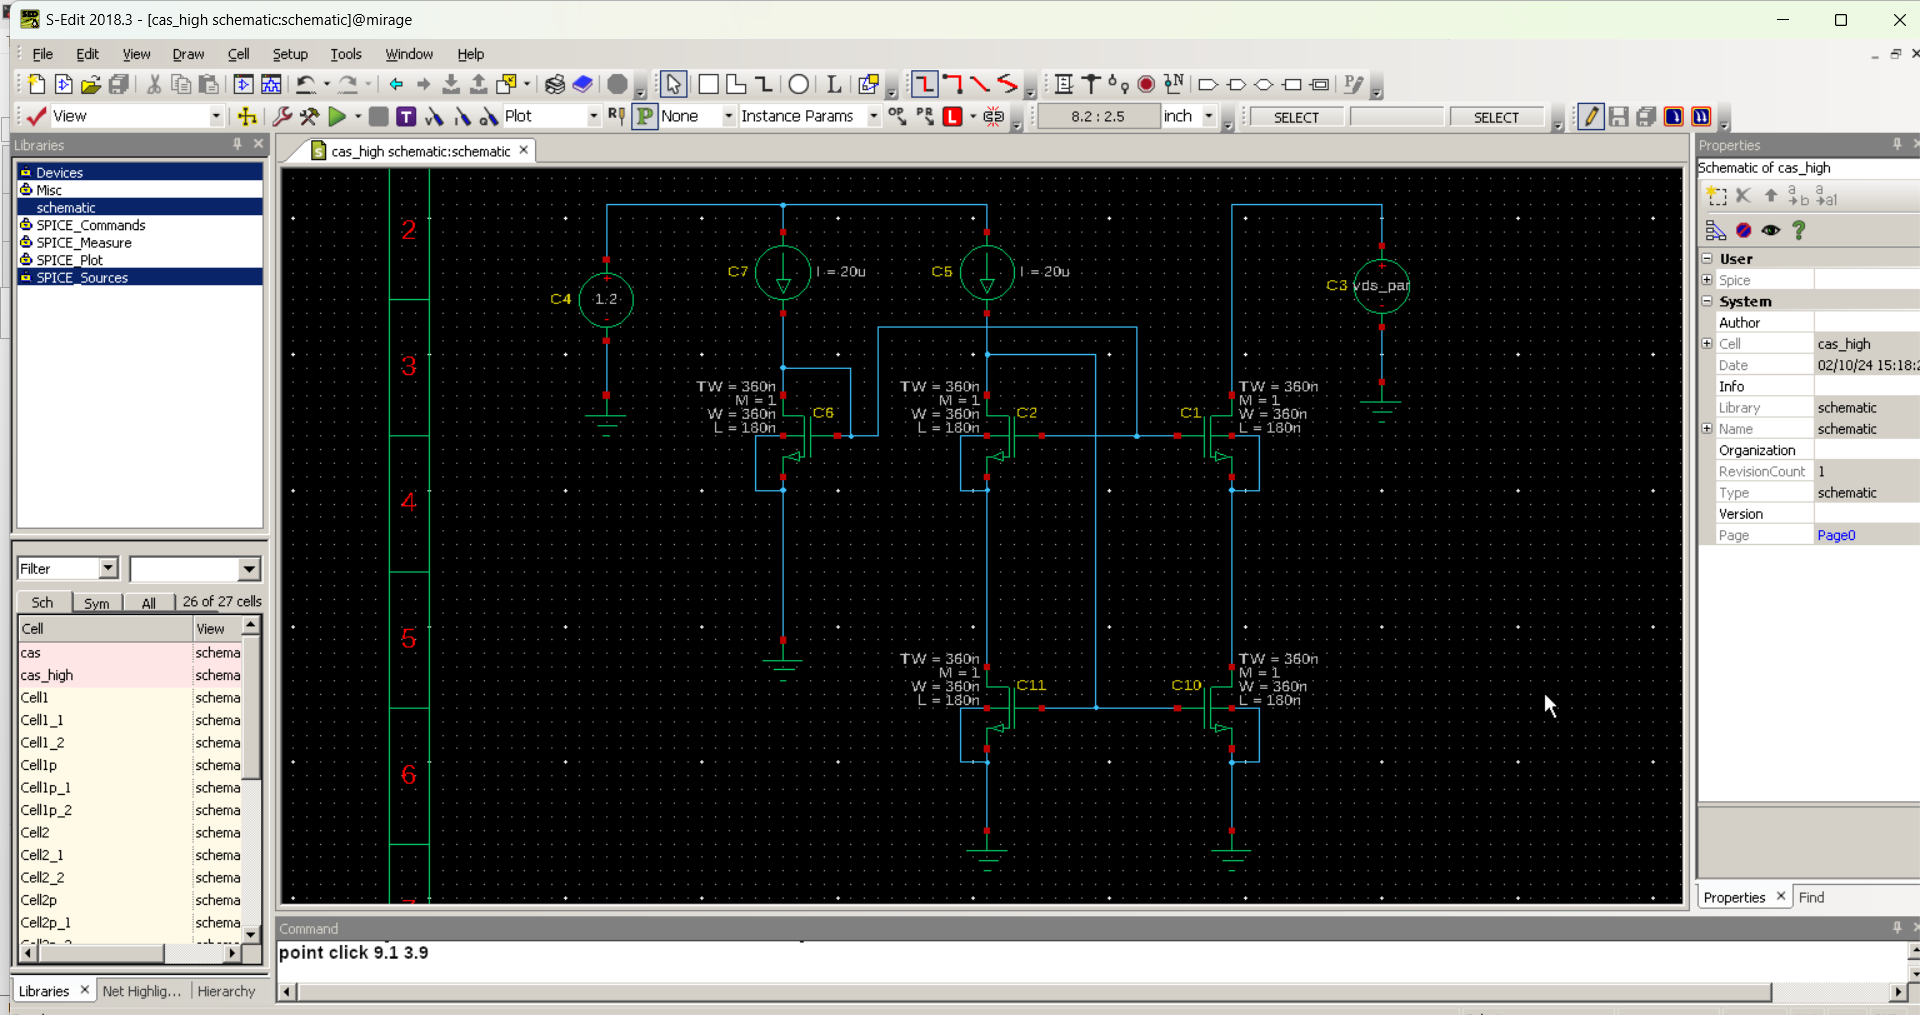 S-Edit 2018.3 - [cas_high schematic:schematic]@mirage
File Edit View Draw Cell Setup Tools Window Help
View Plot None Instance Params 8.2 : 2.5 inch SELECT SELECT
Libraries
Devices
Misc
schematic
SPICE_Commands
SPICE_Measure
SPICE_Plot
SPICE_Sources
Filter
Sch Sym All 26 of 27 cells
Cell View
cas schema
cas_high schema
Cell1 schema
Cell1_1 schema
Cell1_2 schema
Cell1p schema
Cell1p_1 schema
Cell1p_2 schema
Cell2 schema
Cell2_1 schema
Cell2_2 schema
Cell2p schema
Cell2p_1 schema
Libraries Net Highlig... Hierarchy
cas_high schematic:schematic
2
3
4
5
6
C4 1.2
C7 I = 20u
C5 I = 20u
C3 vds_par
TW = 360n
M = 1
W = 360n
L = 180n
C6
TW = 360n
M = 1
W = 360n
L = 180n
C2
C1
TW = 360n
M = 1
W = 360n
L = 180n
TW = 360n
M = 1
W = 360n
L = 180n
C11
C10
TW = 360n
M = 1
W = 360n
L = 180n
Command
point click 9.1 3.9
Properties
Schematic of cas_high
User
Spice
System
Author
Cell cas_high
Date 02/10/24 15:18:2
Info
Library schematic
Name schematic
Organization
RevisionCount 1
Type schematic
Version
Page Page0
Properties Find